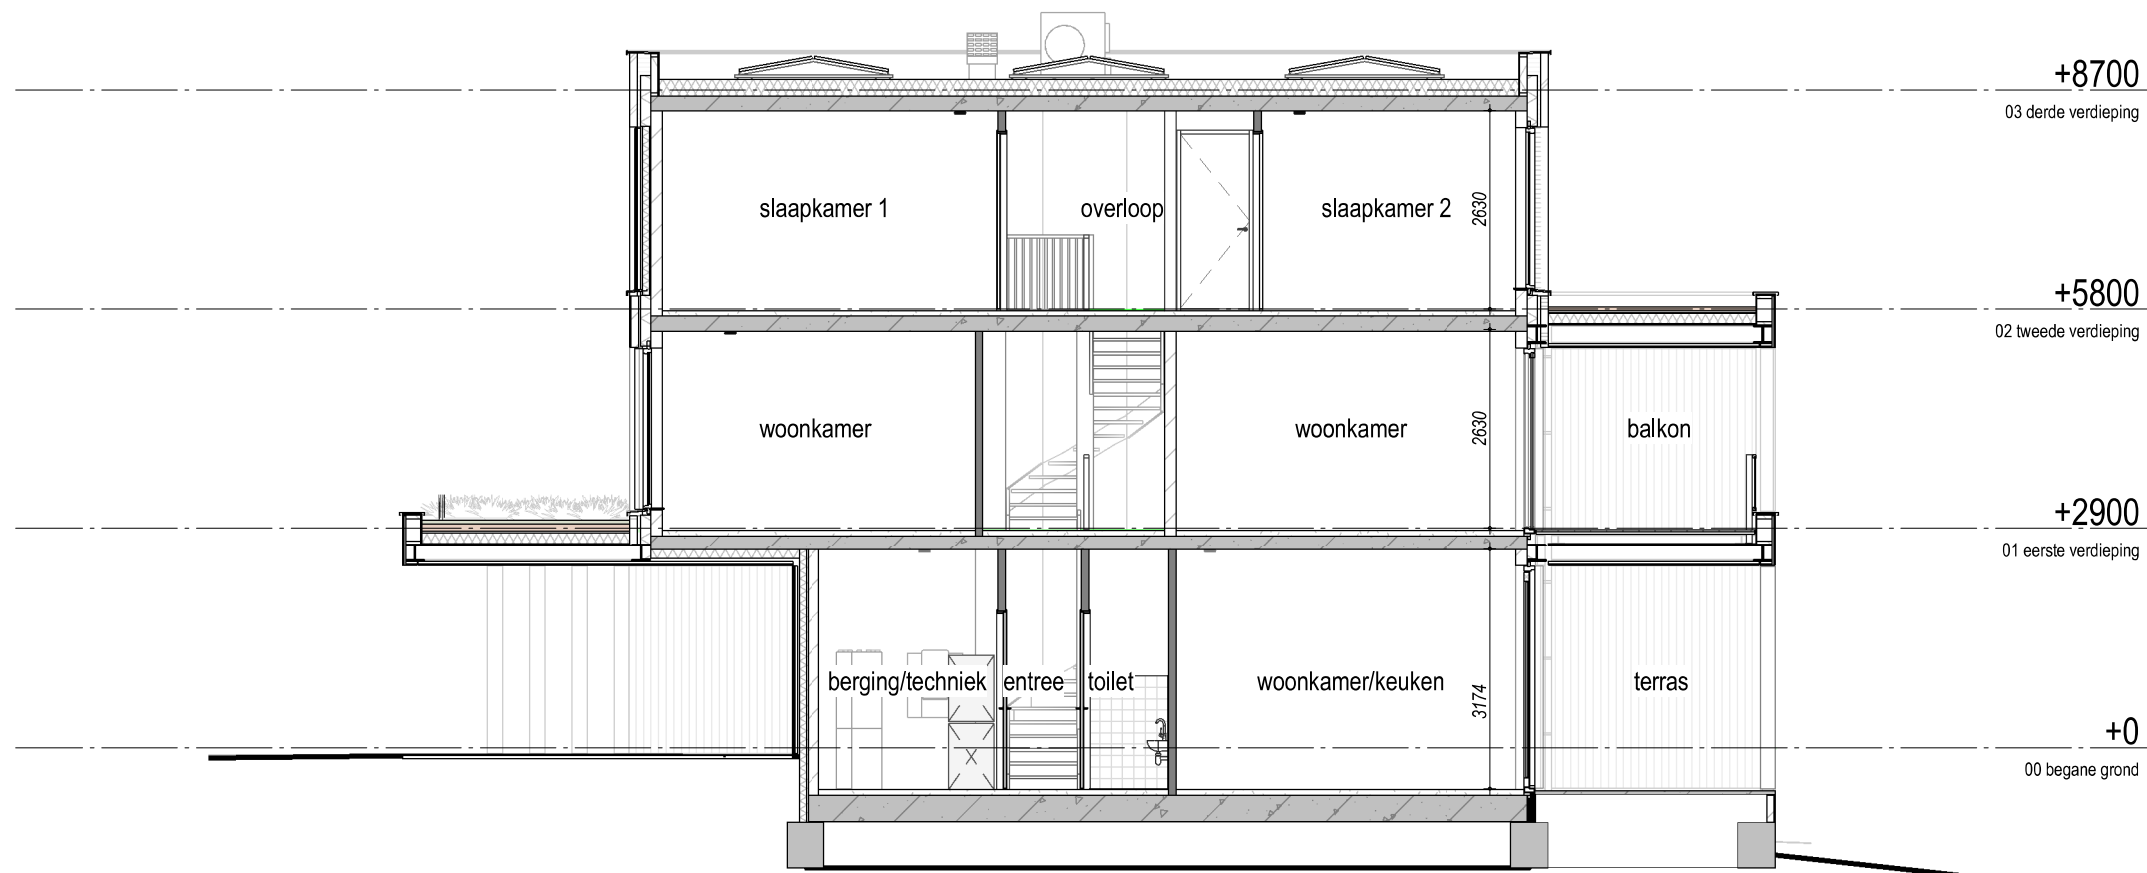 +8700
03 derde verdieping
slaapkamer 1
overloop
slaapkamer 2
2630
+5800
02 tweede verdieping
woonkamer
woonkamer
2630
balkon
+2900
01 eerste verdieping
berging/techniek
entree
toilet
woonkamer/keuken
3174
terras
+0
00 begane grond